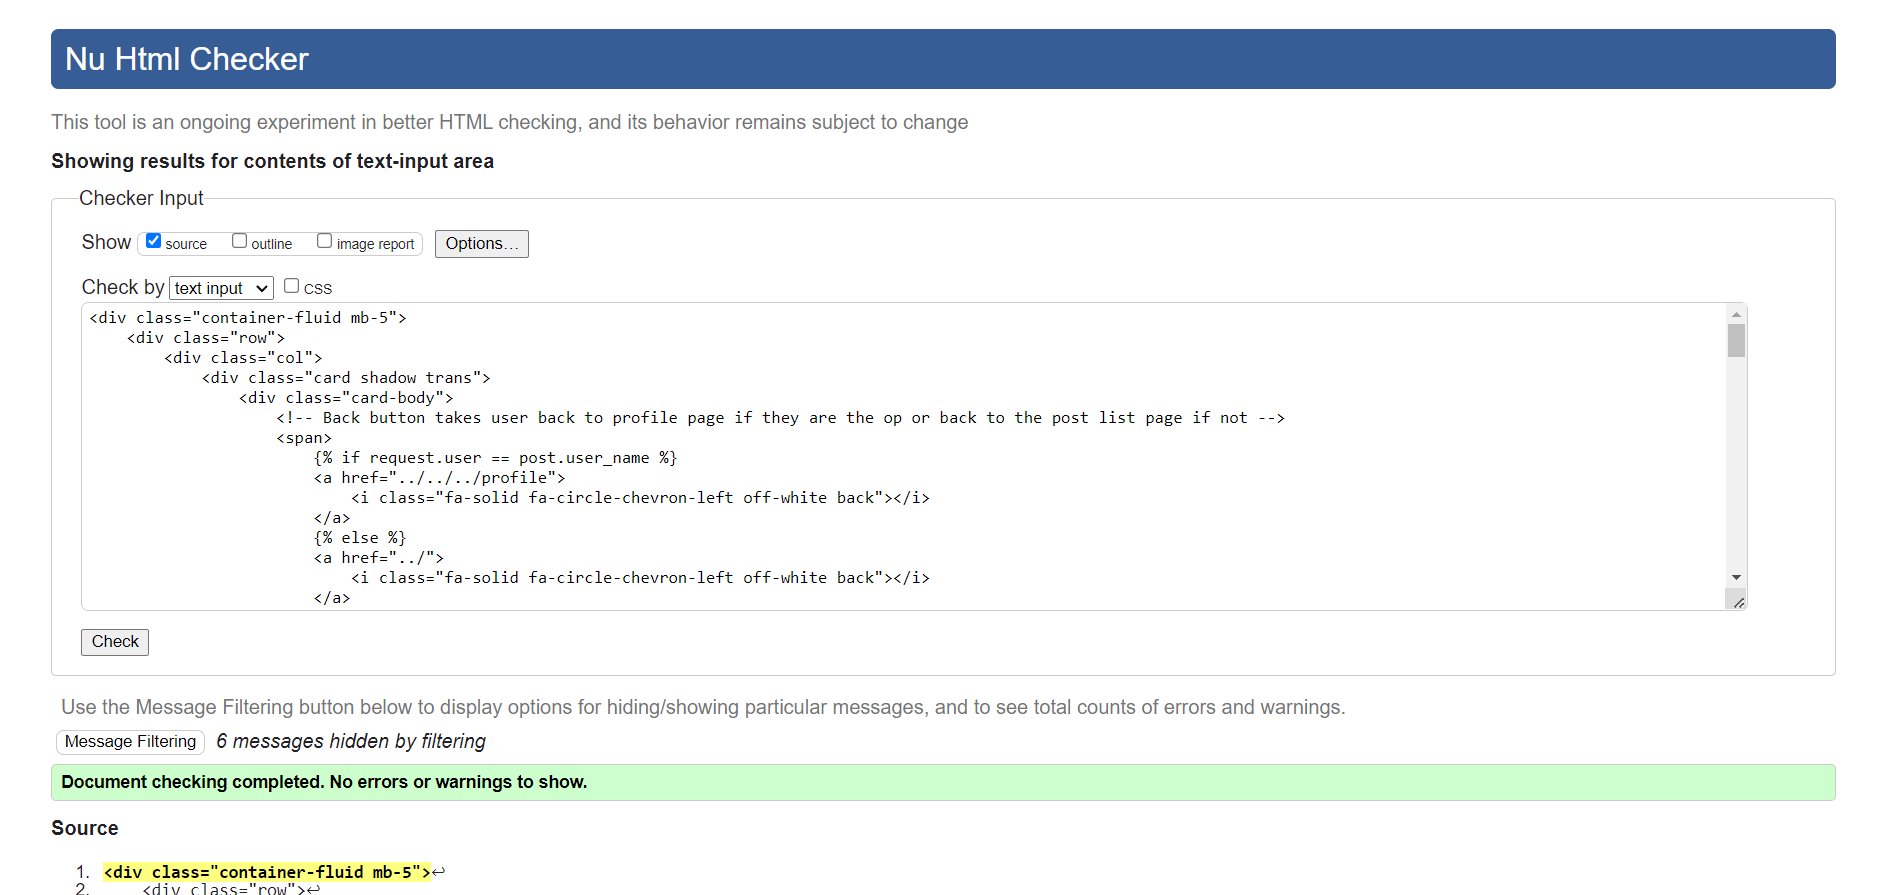 Nu Html Checker
This tool is an ongoing experiment in better HTML checking, and its behavior remains subject to change
Showing results for contents of text-input area
Checker Input
Show source outline image report Options...
Check by text input CSS
<div class="container-fluid mb-5">
    <div class="row">
        <div class="col">
            <div class="card shadow trans">
                <div class="card-body">
                    <!-- Back button takes user back to profile page if they are the op or back to the post list page if not -->
                    <span>
                        {% if request.user == post.user_name %}
                        <a href="../../../profile">
                            <i class="fa-solid fa-circle-chevron-left off-white back"></i>
                        </a>
                        {% else %}
                        <a href="../">
                            <i class="fa-solid fa-circle-chevron-left off-white back"></i>
                        </a>
Check
Use the Message Filtering button below to display options for hiding/showing particular messages, and to see total counts of errors and warnings.
Message Filtering 6 messages hidden by filtering
Document checking completed. No errors or warnings to show.
Source
1. <div class="container-fluid mb-5">↩
2.     <div class="row">↩